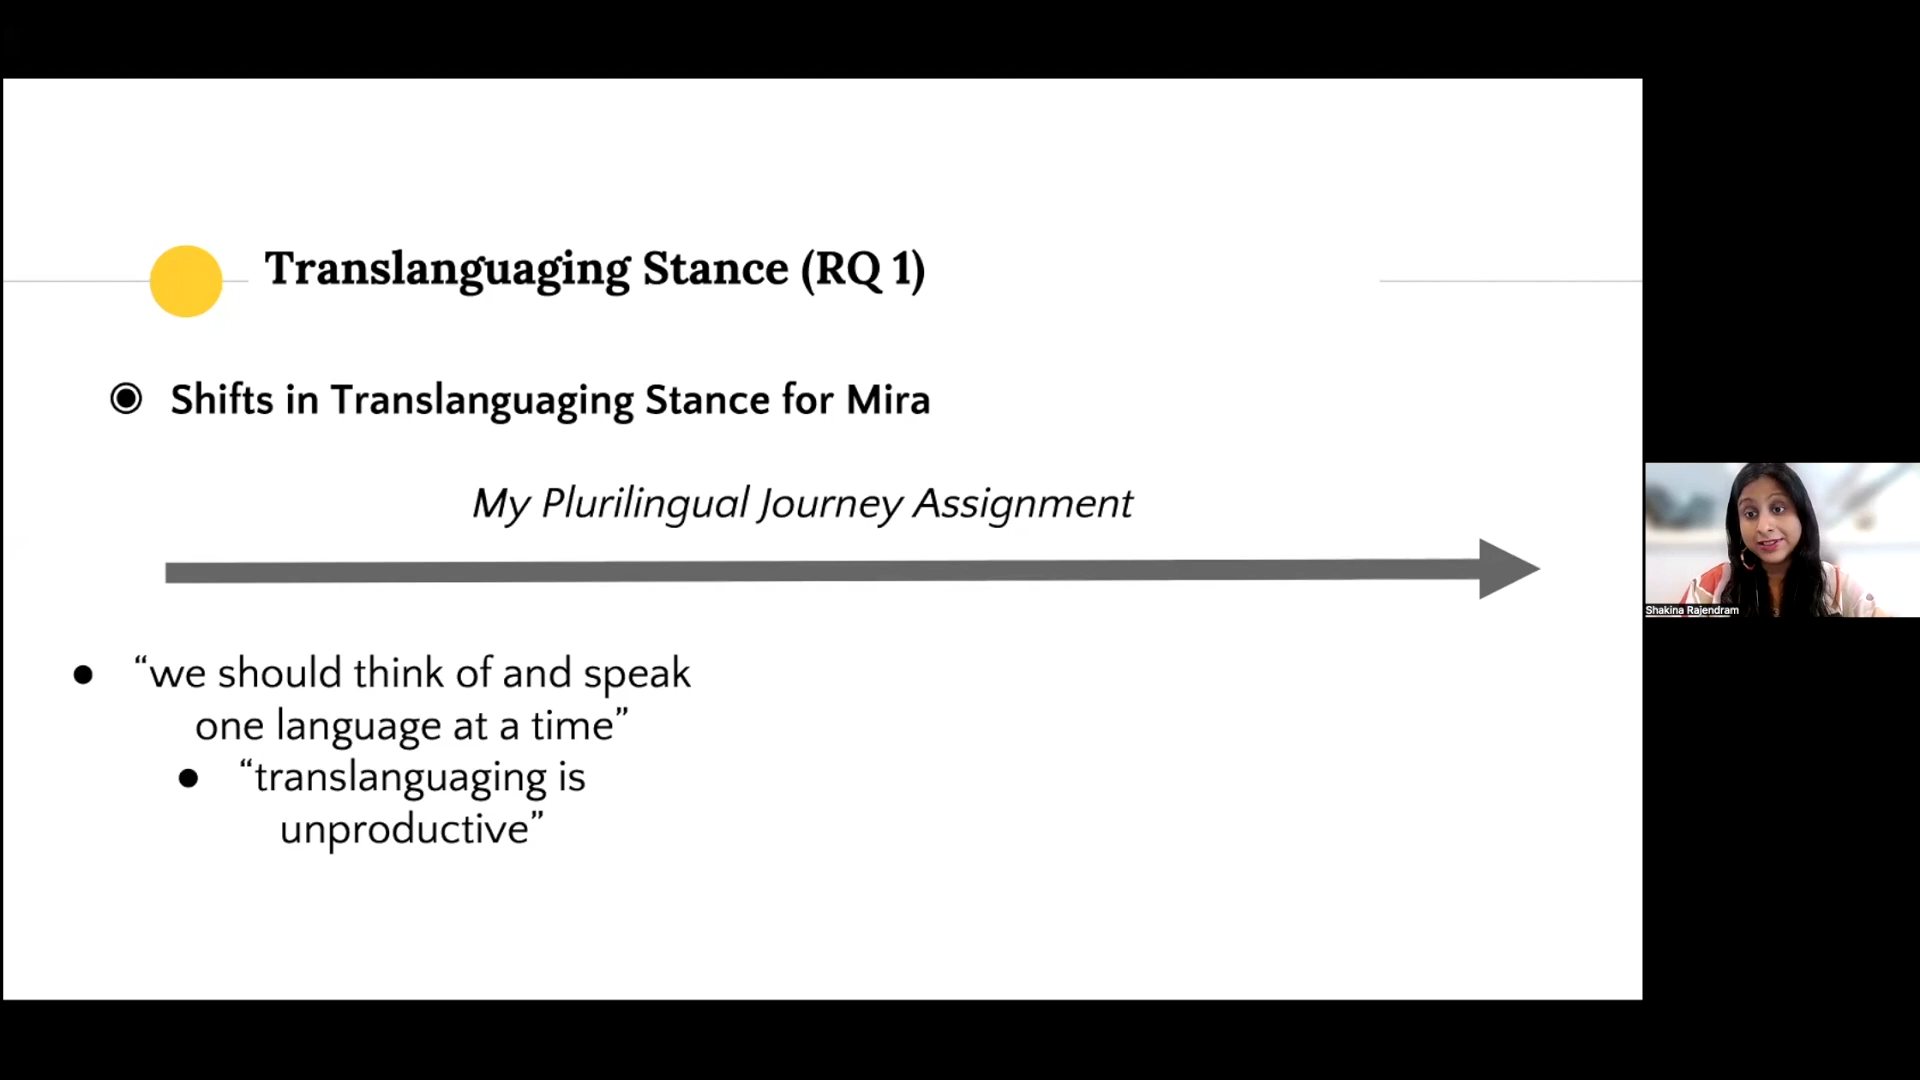 Translanguaging Stance (RQ 1)
Shifts in Translanguaging Stance for Mira
My Plurilingual Journey Assignment
“we should think of and speak
one language at a time”
“translanguaging is
unproductive”
Shakina Rajendram